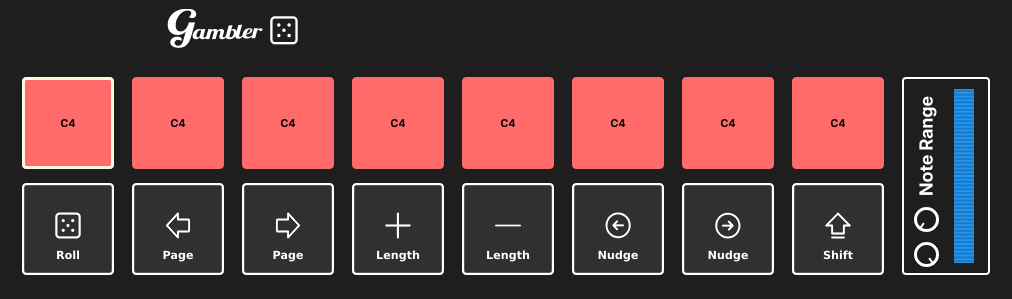 Gambler
C4 C4 C4 C4 C4 C4 C4 C4
Note Range
Roll Page Page Length Length Nudge Nudge Shift